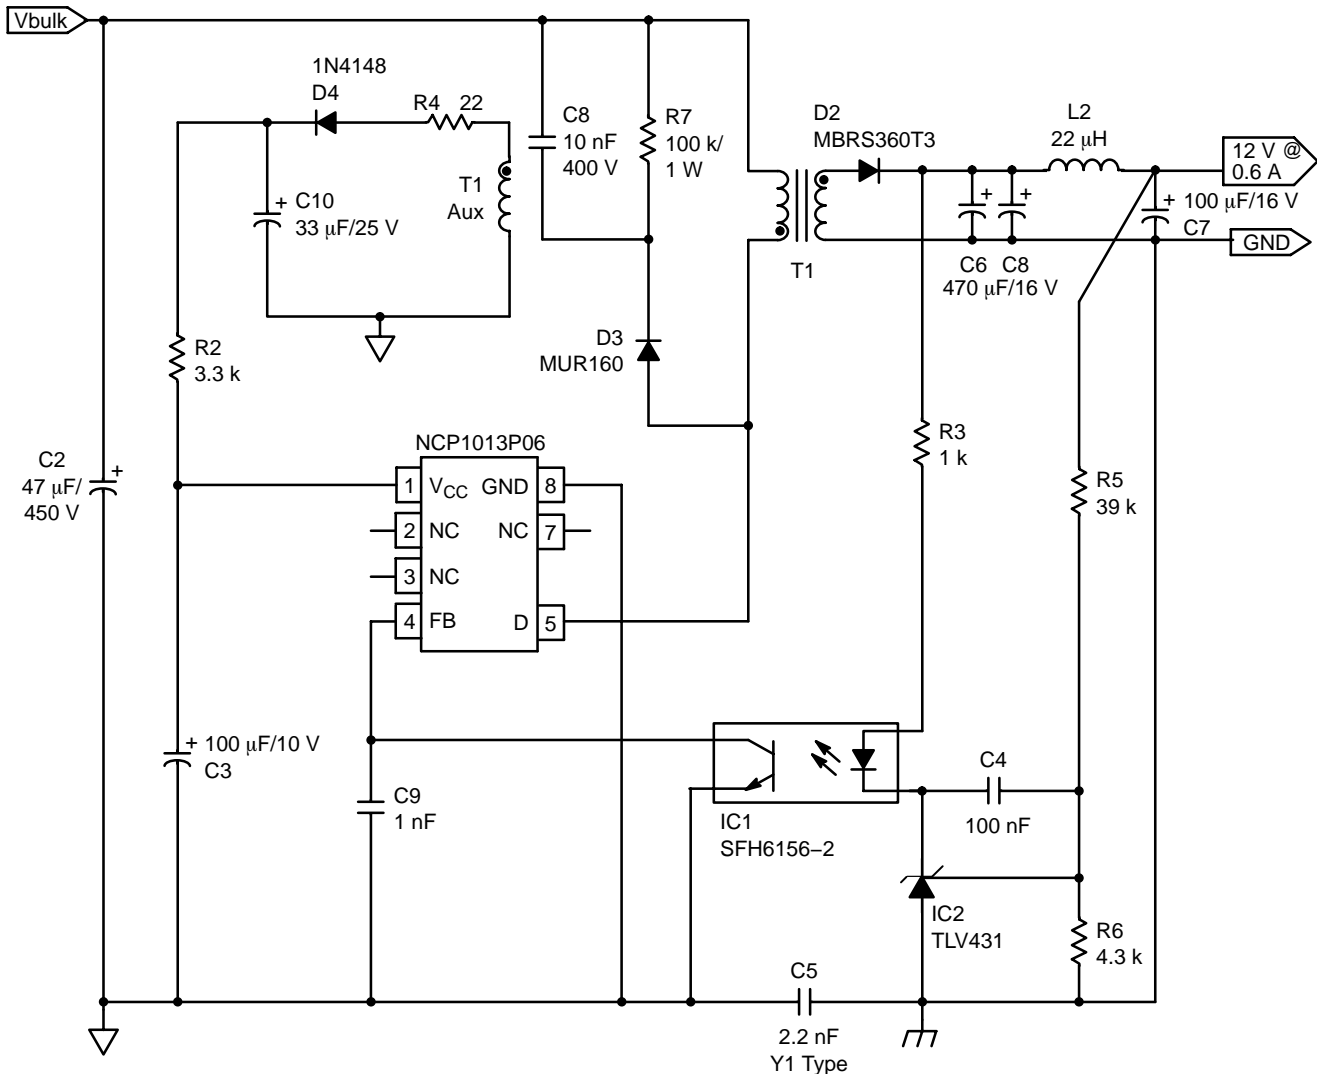 Vbulk
1N4148
D4
R4 22
C8
10 nF
400 V
R7
100 k/
1 W
D2
MBRS360T3
L2
22 μH
12 V @
0.6 A
T1
Aux
+ C10
33 μF/25 V
+
+
+ 100 μF/16 V
C7
GND
T1
C6 C8
470 μF/16 V
D3
MUR160
R2
3.3 k
NCP1013P06
R3
1 k
C2
47 μF/
450 V
+
R5
39 k
1 VCC GND 8
2 NC NC 7
3 NC
4 FB D 5
+ 100 μF/10 V
C3
C9
1 nF
C4
100 nF
IC1
SFH6156–2
IC2
TLV431
R6
4.3 k
C5
2.2 nF
Y1 Type